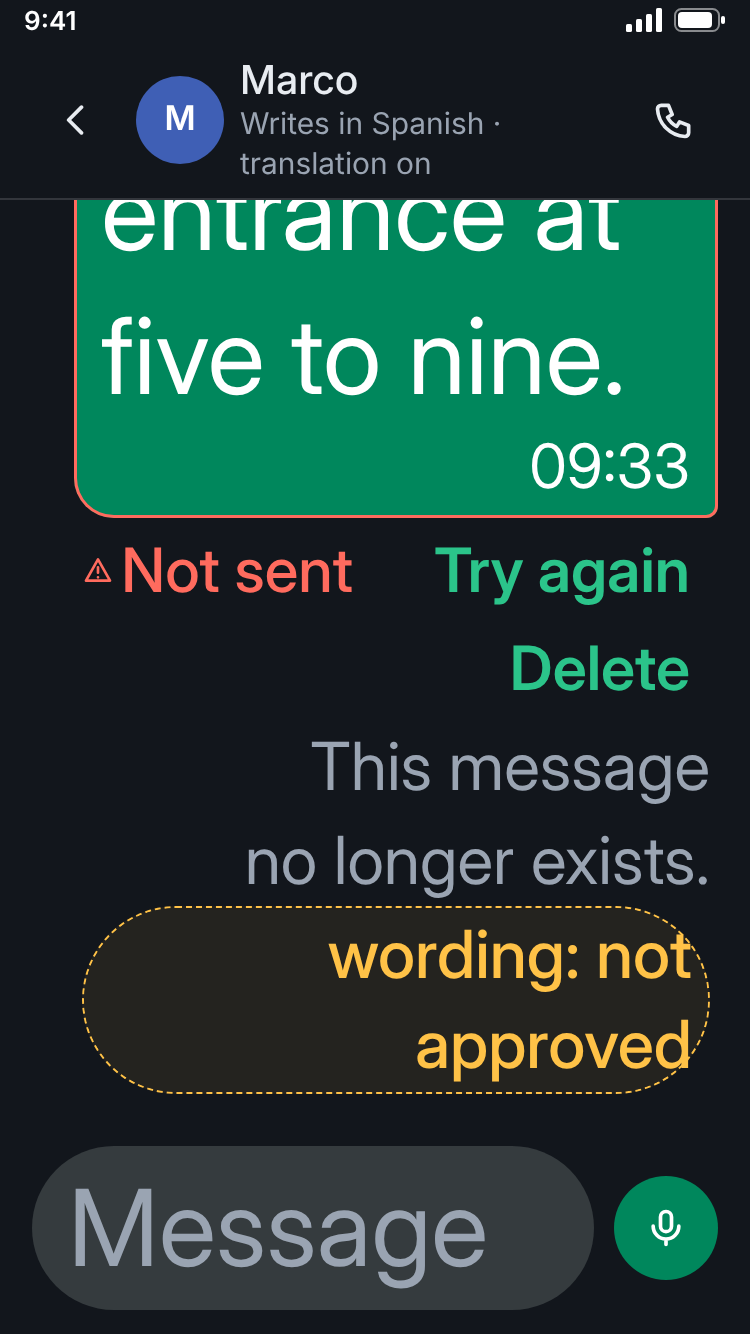 9:41
M
Marco
Writes in Spanish ·
translation on
entrance at
five to nine.
09:33
Not sent
Try again
Delete
This message
no longer exists.
wording: not
approved
Message